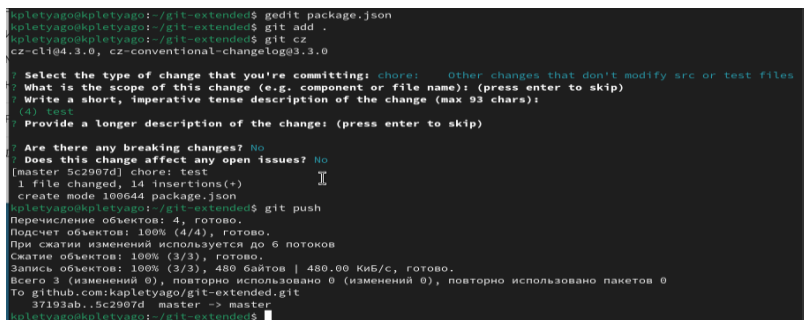 kpletyago@kpletyago:~/git-extended$ gedit package.json
kpletyago@kpletyago:~/git-extended$ git add .
kpletyago@kpletyago:~/git-extended$ git cz
cz-cli@4.3.0, cz-conventional-changelog@3.3.0
? Select the type of change that you're committing: chore:    Other changes that don't modify src or test files
? What is the scope of this change (e.g. component or file name): (press enter to skip)
? Write a short, imperative tense description of the change (max 93 chars):
(4) test
? Provide a longer description of the change: (press enter to skip)
? Are there any breaking changes? No
? Does this change affect any open issues? No
[master 5c2907d] chore: test
1 file changed, 14 insertions(+)
create mode 100644 package.json
kpletyago@kpletyago:~/git-extended$ git push
Перечисление объектов: 4, готово.
Подсчет объектов: 100% (4/4), готово.
При сжатии изменений используется до 6 потоков
Сжатие объектов: 100% (3/3), готово.
Запись объектов: 100% (3/3), 480 байтов | 480.00 КиБ/с, готово.
Всего 3 (изменений 0), повторно использовано 0 (изменений 0), повторно использовано пакетов 0
To github.com:kapletyago/git-extended.git
37193ab..5c2907d  master -> master
kpletyago@kpletyago:~/git-extended$